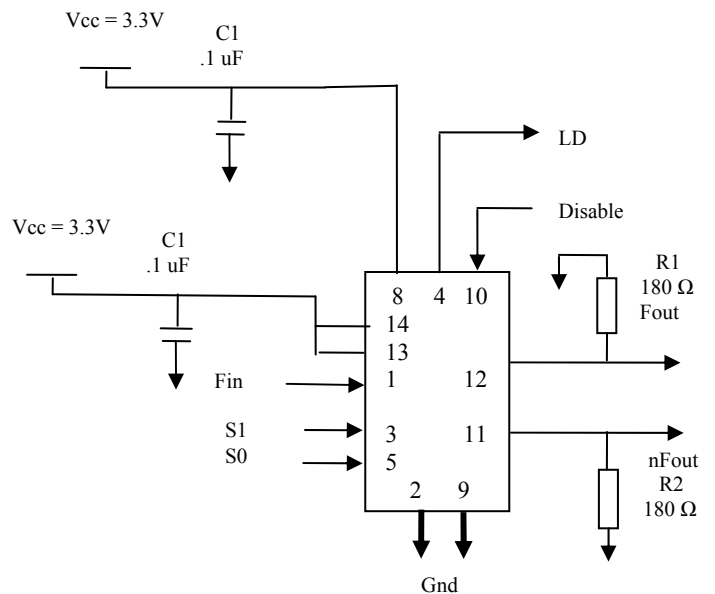 Vcc = 3.3V
C1
.1 uF
LD
Disable
Vcc = 3.3V
C1
.1 uF
R1
180 Ω
Fout
8 4 10
14
13
Fin
1 12
S1
3 11
S0
5
nFout
R2
180 Ω
2 9
Gnd